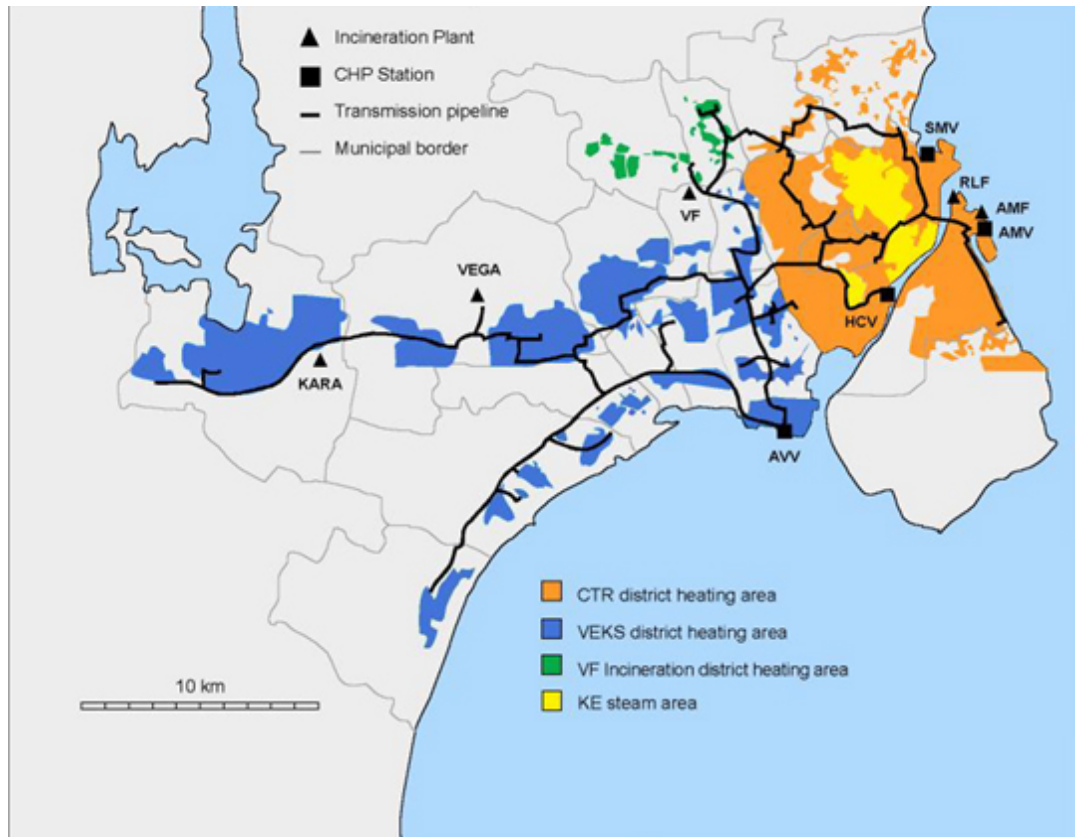 Incineration Plant
CHP Station
Transmission pipeline
Municipal border
SMV
RLF
AMF
AMV
VF
VEGA
HCV
KARA
AVV
CTR district heating area
VEKS district heating area
VF Incineration district heating area
KE steam area
10 km